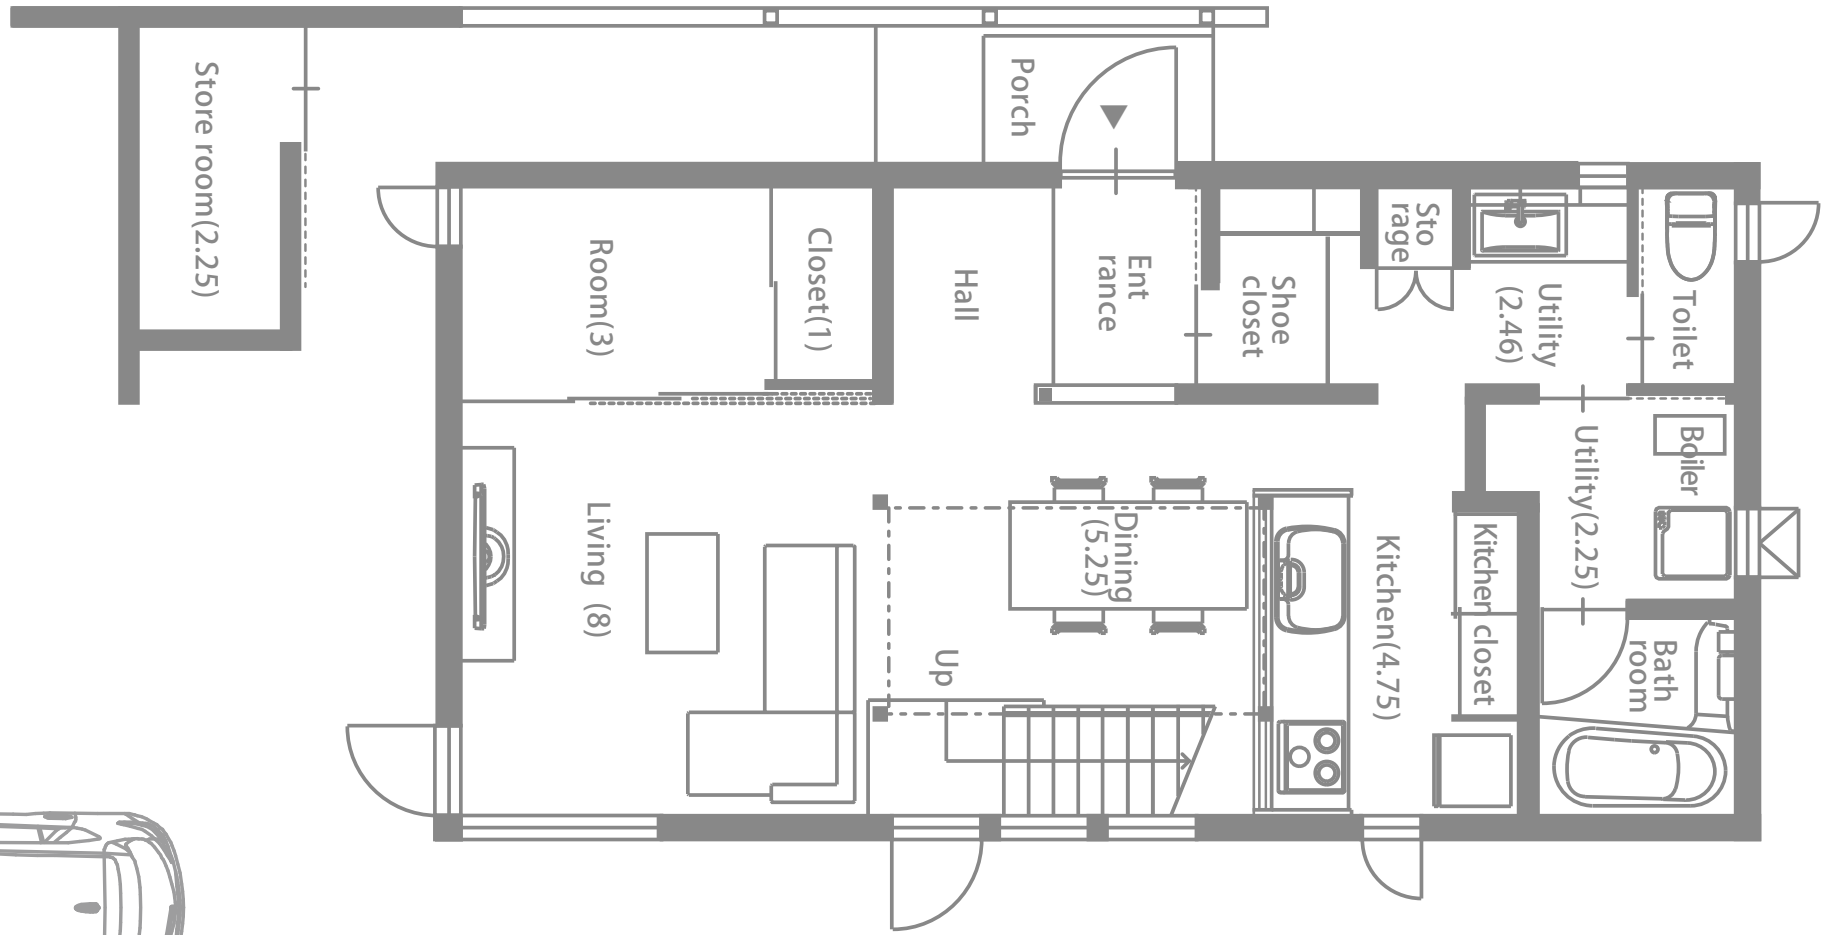 Store room(2.25)
Porch
Room(3)
Closet(1)
Hall
Ent
rance
Shoe
closet
Sto
rage
Utility
(2.46)
Toilet
Boiler
Utility(2.25)
Living (8)
Dining
(5.25)
Up
Kitchen(4.75)
Kitchen closet
Bath
room